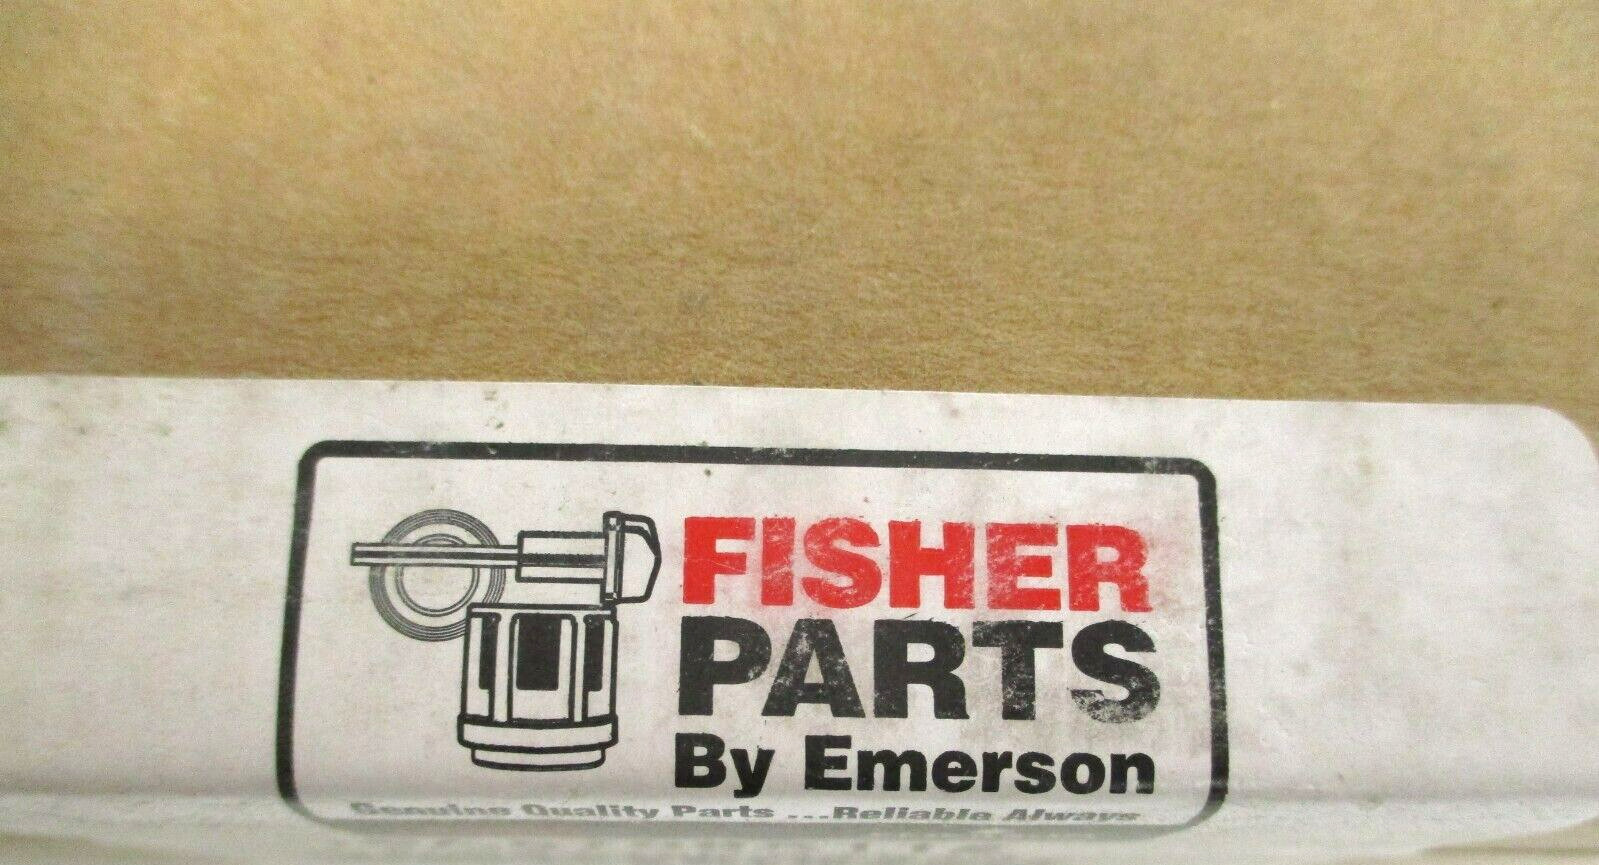 FISHER
PARTS
By Emerson
Genuine Quality Parts ...Reliable Always